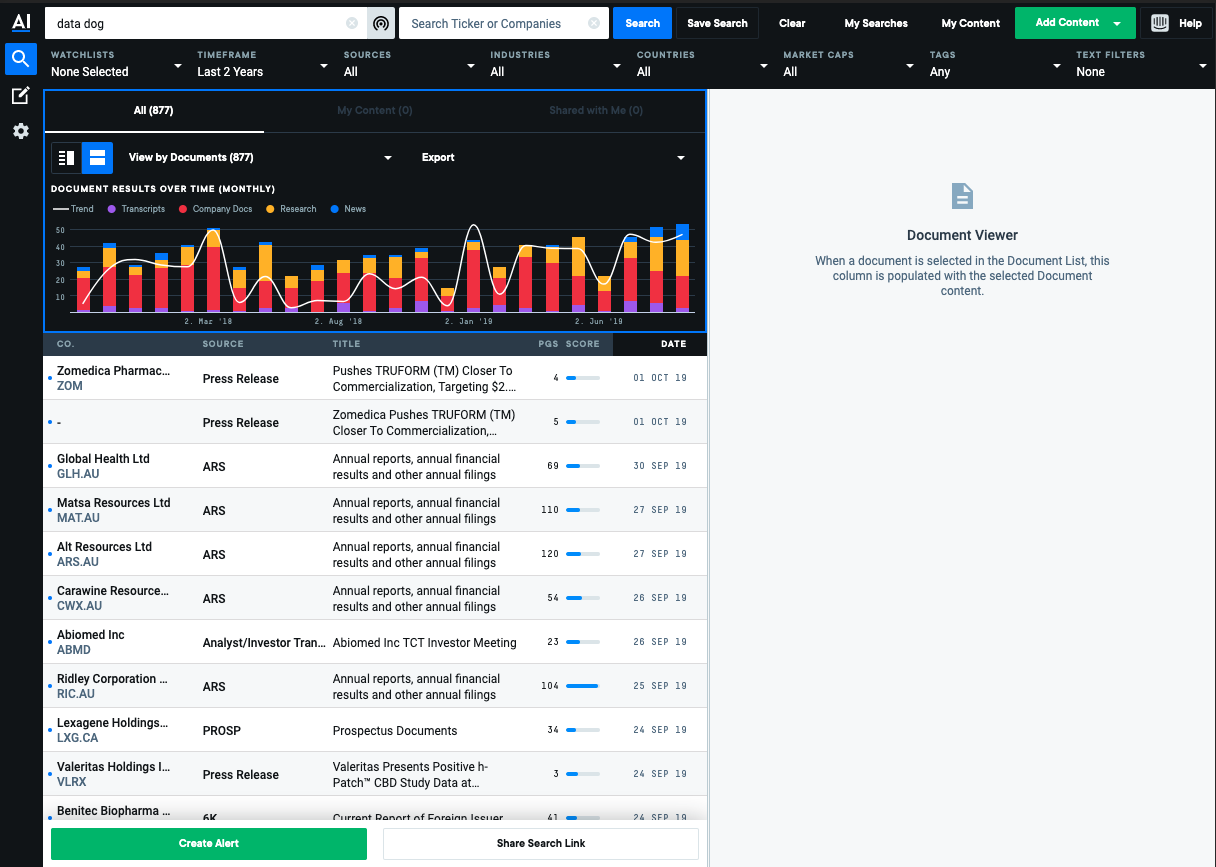 AI
data dog
Search Ticker or Companies
Search
Save Search
Clear
My Searches
My Content
Add Content
Help
WATCHLISTS
None Selected
TIMEFRAME
Last 2 Years
SOURCES
All
INDUSTRIES
All
COUNTRIES
All
MARKET CAPS
All
TAGS
Any
TEXT FILTERS
None
All (877)
My Content (0)
Shared with Me (0)
View by Documents (877)
Export
DOCUMENT RESULTS OVER TIME (MONTHLY)
Trend
Transcripts
Company Docs
Research
News
50
40
30
20
10
2. Mar '18
2. Aug '18
2. Jan '19
2. Jun '19
CO.
SOURCE
TITLE
PGS
SCORE
DATE
Zomedica Pharmac...
ZOM
Press Release
Pushes TRUFORM (TM) Closer To
Commercialization, Targeting $2....
4
01 OCT 19
-
Press Release
Zomedica Pushes TRUFORM (TM)
Closer To Commercialization,...
5
01 OCT 19
Global Health Ltd
GLH.AU
ARS
Annual reports, annual financial
results and other annual filings
69
30 SEP 19
Matsa Resources Ltd
MAT.AU
ARS
Annual reports, annual financial
results and other annual filings
110
27 SEP 19
Alt Resources Ltd
ARS.AU
ARS
Annual reports, annual financial
results and other annual filings
120
27 SEP 19
Carawine Resource...
CWX.AU
ARS
Annual reports, annual financial
results and other annual filings
54
26 SEP 19
Abiomed Inc
ABMD
Analyst/Investor Tran...
Abiomed Inc TCT Investor Meeting
23
26 SEP 19
Ridley Corporation ...
RIC.AU
ARS
Annual reports, annual financial
results and other annual filings
104
25 SEP 19
Lexagene Holdings...
LXG.CA
PROSP
Prospectus Documents
34
24 SEP 19
Valeritas Holdings I...
VLRX
Press Release
Valeritas Presents Positive h-
Patch™ CBD Study Data at...
3
24 SEP 19
Benitec Biopharma ...
6K
Current Report of Foreign Issuer
41
24 SEP 19
Create Alert
Share Search Link
Document Viewer
When a document is selected in the Document List, this
column is populated with the selected Document
content.